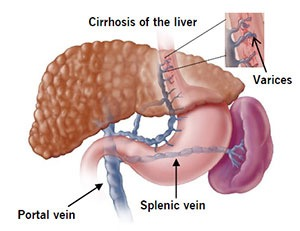 Cirrhosis of the liver
Varices
Splenic vein
Portal vein